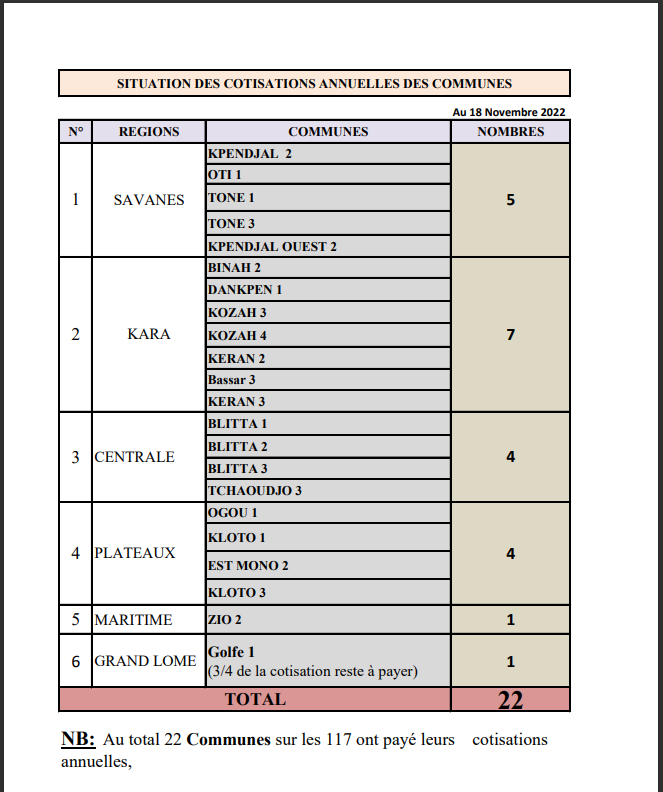 SITUATION DES COTISATIONS ANNUELLES DES COMMUNES
Au 18 Novembre 2022
N° REGIONS COMMUNES NOMBRES
1 SAVANES 5
KPENDJAL 2
OTI 1
TONE 1
TONE 3
KPENDJAL OUEST 2
2 KARA 7
BINAH 2
DANKPEN 1
KOZAH 3
KOZAH 4
KERAN 2
Bassar 3
KERAN 3
3 CENTRALE 4
BLITTA 1
BLITTA 2
BLITTA 3
TCHAOUDJO 3
4 PLATEAUX 4
OGOU 1
KLOTO 1
EST MONO 2
KLOTO 3
5 MARITIME ZIO 2 1
6 GRAND LOME 1
Golfe 1
(3/4 de la cotisation reste à payer)
TOTAL 22
NB: Au total 22 Communes sur les 117 ont payé leurs cotisations
annuelles,